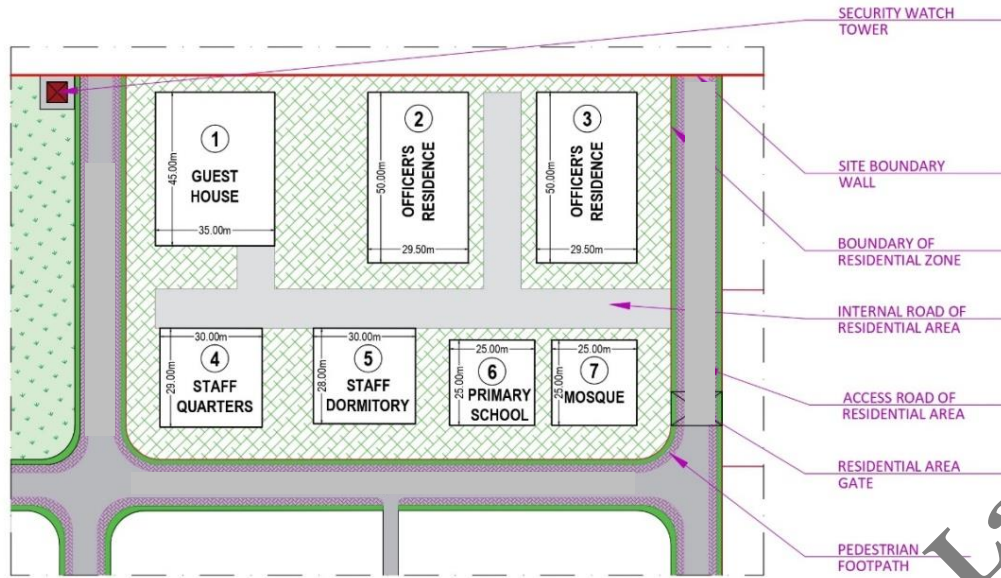 SECURITY WATCH
TOWER
1
GUEST
HOUSE
45.00m
35.00m
2
OFFICER'S
RESIDENCE
50.00m
29.50m
3
OFFICER'S
RESIDENCE
50.00m
29.50m
SITE BOUNDARY
WALL
BOUNDARY OF
RESIDENTIAL ZONE
INTERNAL ROAD OF
RESIDENTIAL AREA
30.00m
4
STAFF
QUARTERS
29.00m
30.00m
5
STAFF
DORMITORY
28.00m
25.00m
6
PRIMARY
SCHOOL
25.00m
25.00m
7
MOSQUE
25.00m
ACCESS ROAD OF
RESIDENTIAL AREA
RESIDENTIAL AREA
GATE
PEDESTRIAN
FOOTPATH